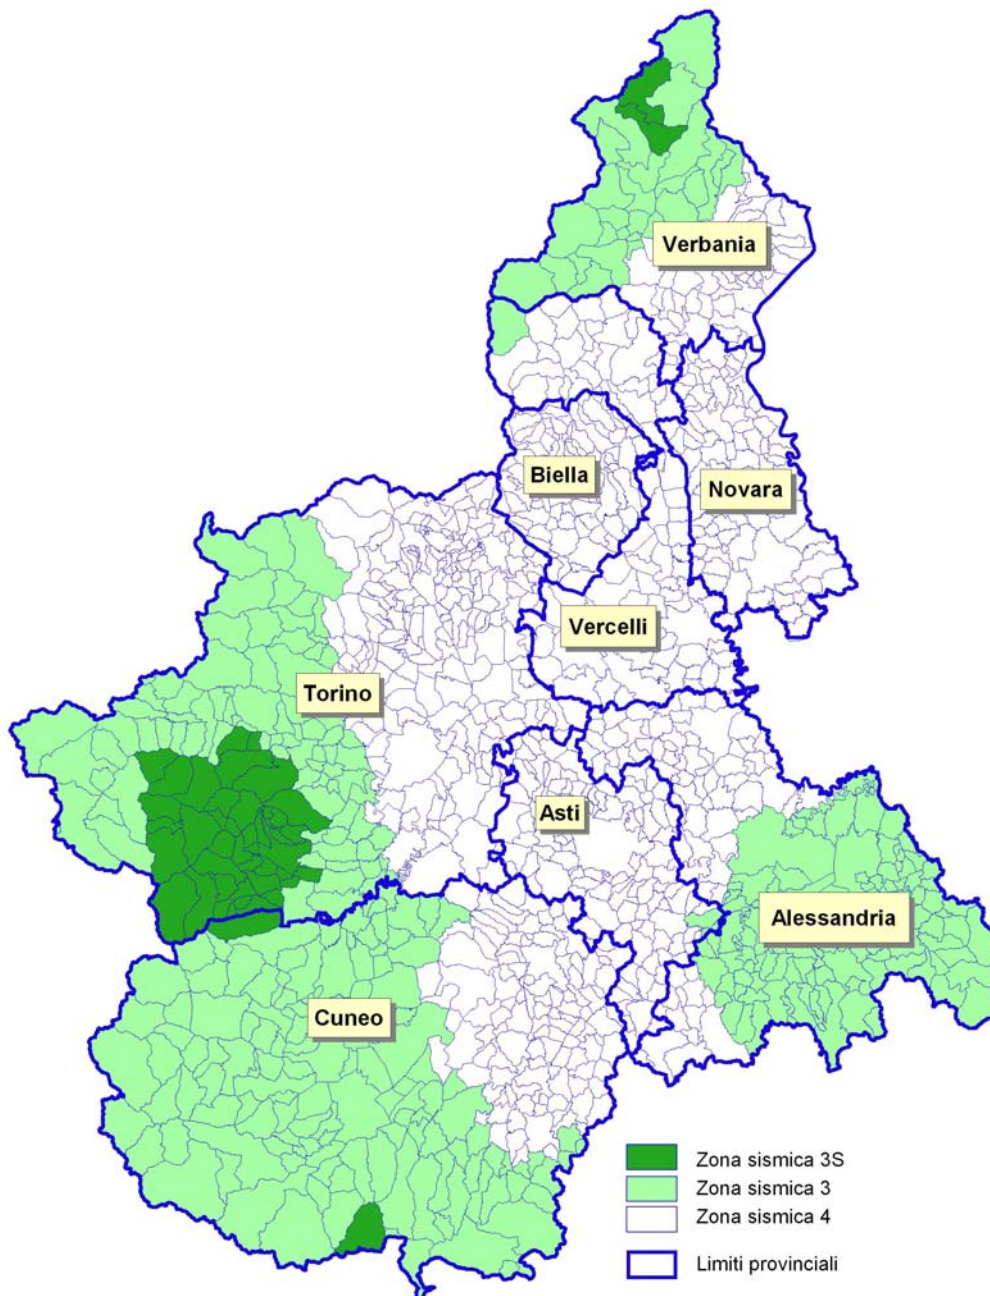 Verbania
Biella
Novara
Vercelli
Torino
Asti
Alessandria
Cuneo
Zona sismica 3S
Zona sismica 3
Zona sismica 4
Limiti provinciali